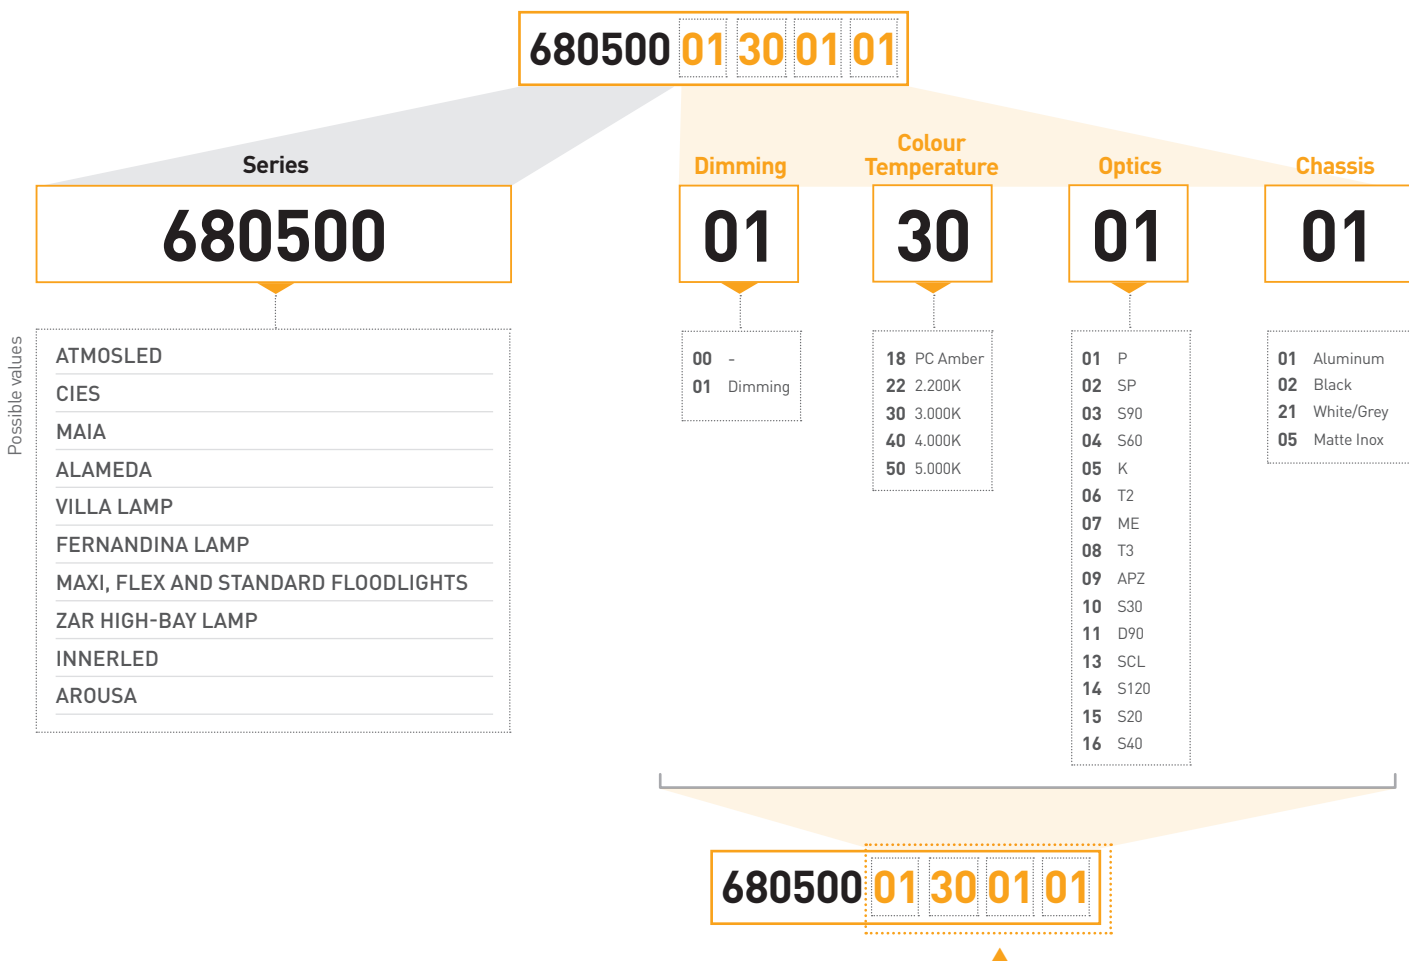 680500 01 30 01 01
Series
Dimming
Colour
Temperature
Optics
Chassis
680500
01
30
01
01
Possible values
ATMOSLED
CIES
MAIA
ALAMEDA
VILLA LAMP
FERNANDINA LAMP
MAXI, FLEX AND STANDARD FLOODLIGHTS
ZAR HIGH-BAY LAMP
INNERLED
AROUSA
00 -
01 Dimming
18 PC Amber
22 2.200K
30 3.000K
40 4.000K
50 5.000K
01 P
02 SP
03 S90
04 S60
05 K
06 T2
07 ME
08 T3
09 APZ
10 S30
11 D90
13 SCL
14 S120
15 S20
16 S40
01 Aluminum
02 Black
21 White/Grey
05 Matte Inox
680500 01 30 01 01